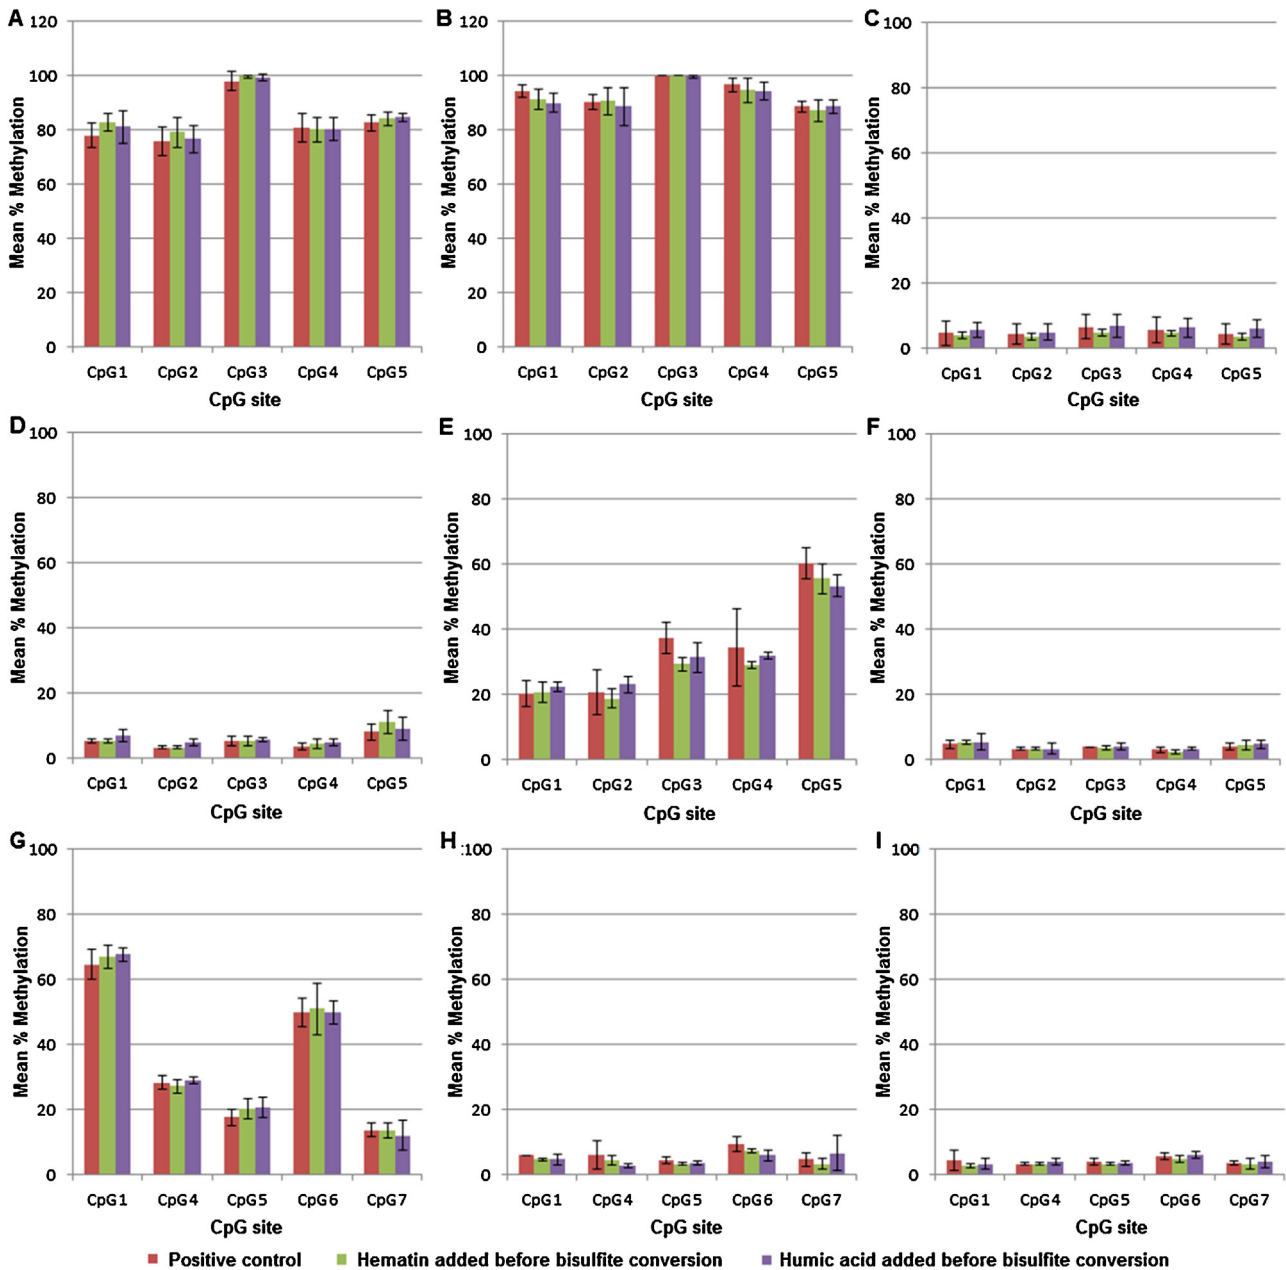 A
120
100
80
60
40
20
0
Mean % Methylation
CpG1 CpG2 CpG3 CpG4 CpG5
CpG site
B
120
100
80
60
40
20
0
Mean % Methylation
CpG1 CpG2 CpG3 CpG4 CpG5
CpG site
C
100
80
60
40
20
0
Mean % Methylation
CpG1 CpG2 CpG3 CpG4 CpG5
CpG site
D
100
80
60
40
20
0
Mean % Methylation
CpG1 CpG2 CpG3 CpG4 CpG5
CpG site
E
100
80
60
40
20
0
Mean % Methylation
CpG1 CpG2 CpG3 CpG4 CpG5
CpG site
F
100
80
60
40
20
0
Mean % Methylation
CpG1 CpG2 CpG3 CpG4 CpG5
CpG site
G
100
80
60
40
20
0
Mean % Methylation
CpG1 CpG4 CpG5 CpG6 CpG7
CpG site
H
100
80
60
40
20
0
Mean % Methylation
CpG1 CpG4 CpG5 CpG6 CpG7
CpG site
I
100
80
60
40
20
0
Mean % Methylation
CpG1 CpG4 CpG5 CpG6 CpG7
CpG site
Positive control Hematin added before bisulfite conversion Humic acid added before bisulfite conversion